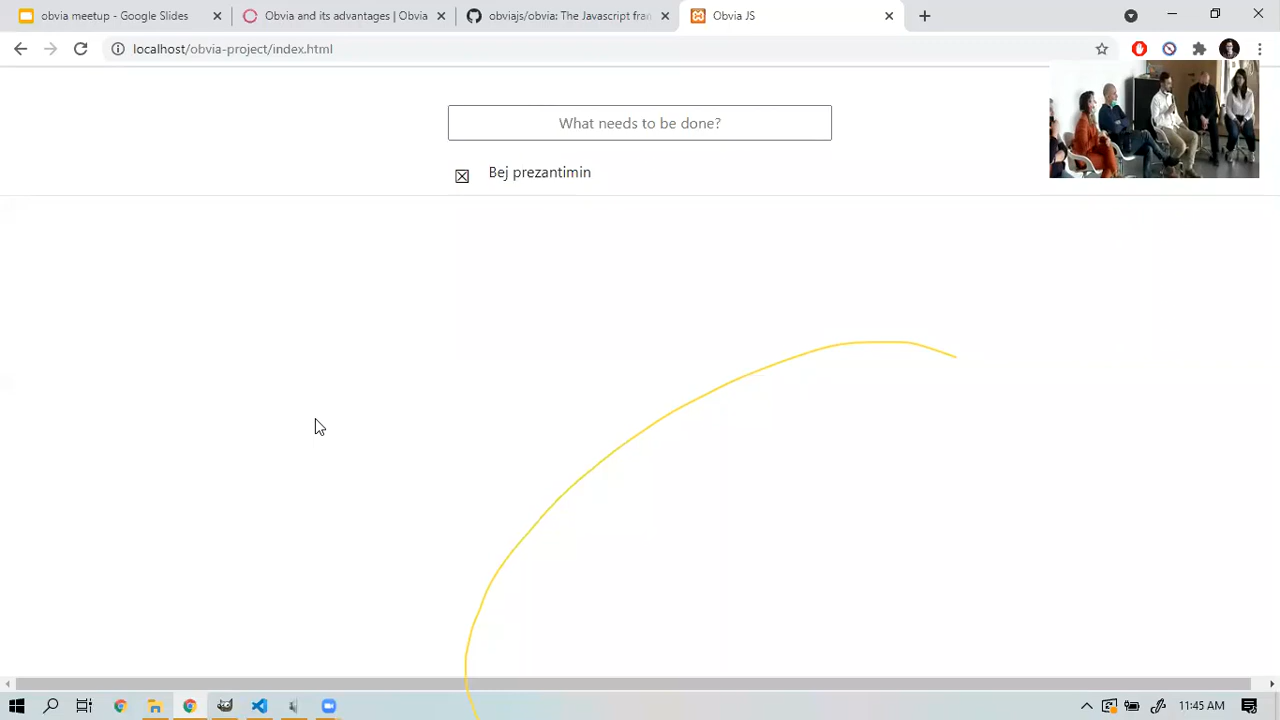 obvia meetup - Google Slides
Obvia and its advantages | Obvi
obviajs/obvia: The Javascript fran
Obvia JS
localhost/obvia-project/index.html
What needs to be done?
Bej prezantimin
11:45 AM